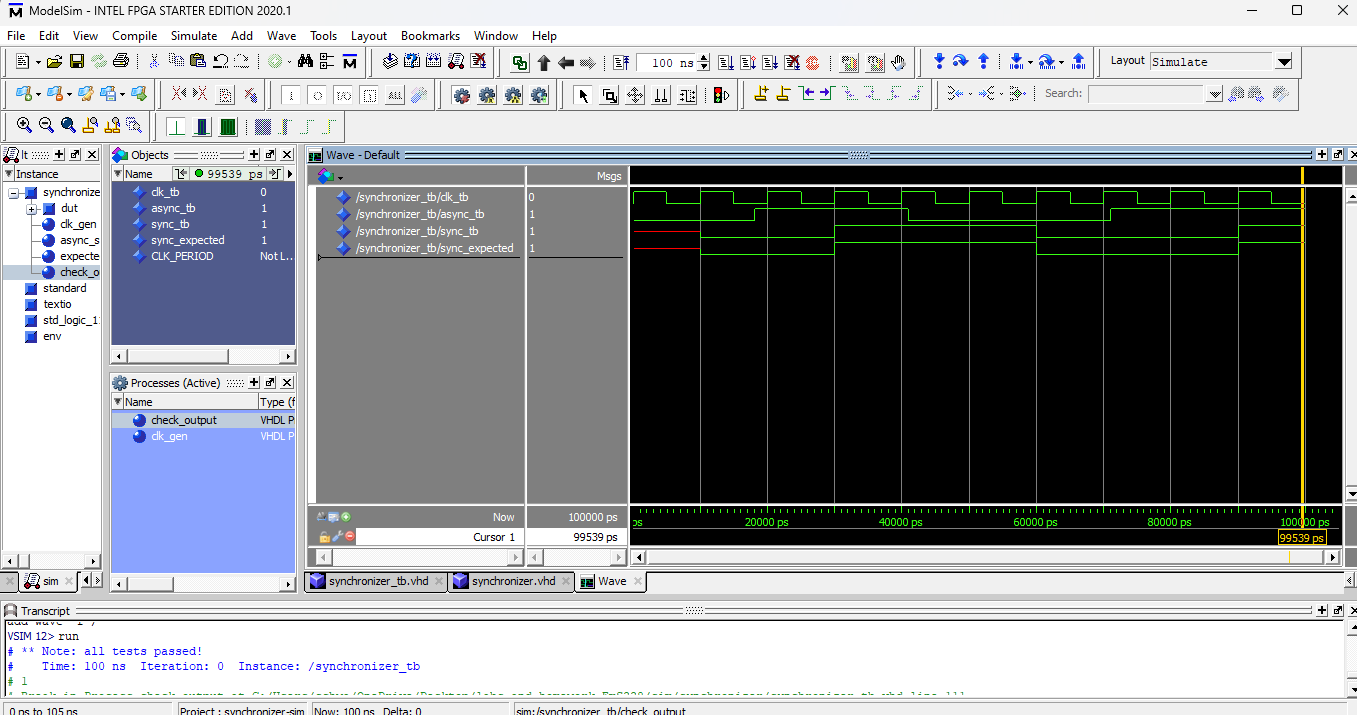 ModelSim - INTEL FPGA STARTER EDITION 2020.1
File Edit View Compile Simulate Add Wave Tools Layout Bookmarks Window Help
100 ns
Layout Simulate
ALL
Search:
It
Instance
synchronize
dut
clk_gen
async_s
expecte
check_o
standard
textio
std_logic_1
env
sim
Objects
Name 99539 ps
clk_tb 0
async_tb 1
sync_tb 1
sync_expected 1
CLK_PERIOD Not L...
Processes (Active)
Name Type (f
check_output VHDL P
clk_gen VHDL P
Wave - Default
Msgs
/synchronizer_tb/clk_tb 0
/synchronizer_tb/async_tb 1
/synchronizer_tb/sync_tb 1
/synchronizer_tb/sync_expected 1
Now 100000 ps
ps 20000 ps 40000 ps 60000 ps 80000 ps 100000 ps
Cursor 1 99539 ps
99539 ps
synchronizer_tb.vhd synchronizer.vhd Wave
Transcript
VSIM 12> run
# ** Note: all tests passed!
# Time: 100 ns Iteration: 0 Instance: /synchronizer_tb
# 1
0 ns to 105 ns Project : synchronizer-sim Now: 100 ns Delta: 0 sim:/synchronizer_tb/check_output